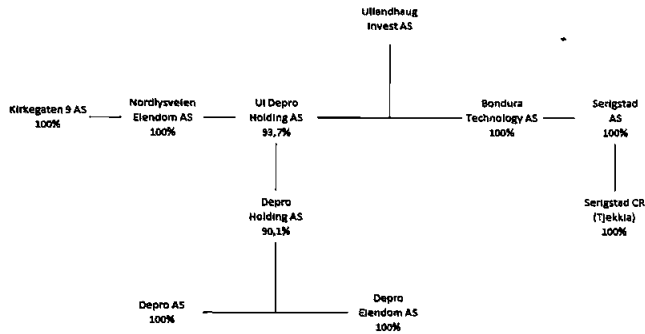 Ullandhaug
Invest AS
Kirkegaten 9 AS
100%
Nordlysveien
Eiendom AS
100%
UI Depro
Holding AS
93,7%
Bondura
Technology AS
100%
Serigstad
AS
100%
Depro
Holding AS
90,1%
Serigstad CR
(Tjekkia)
100%
Depro AS
100%
Depro
Eiendom AS
100%